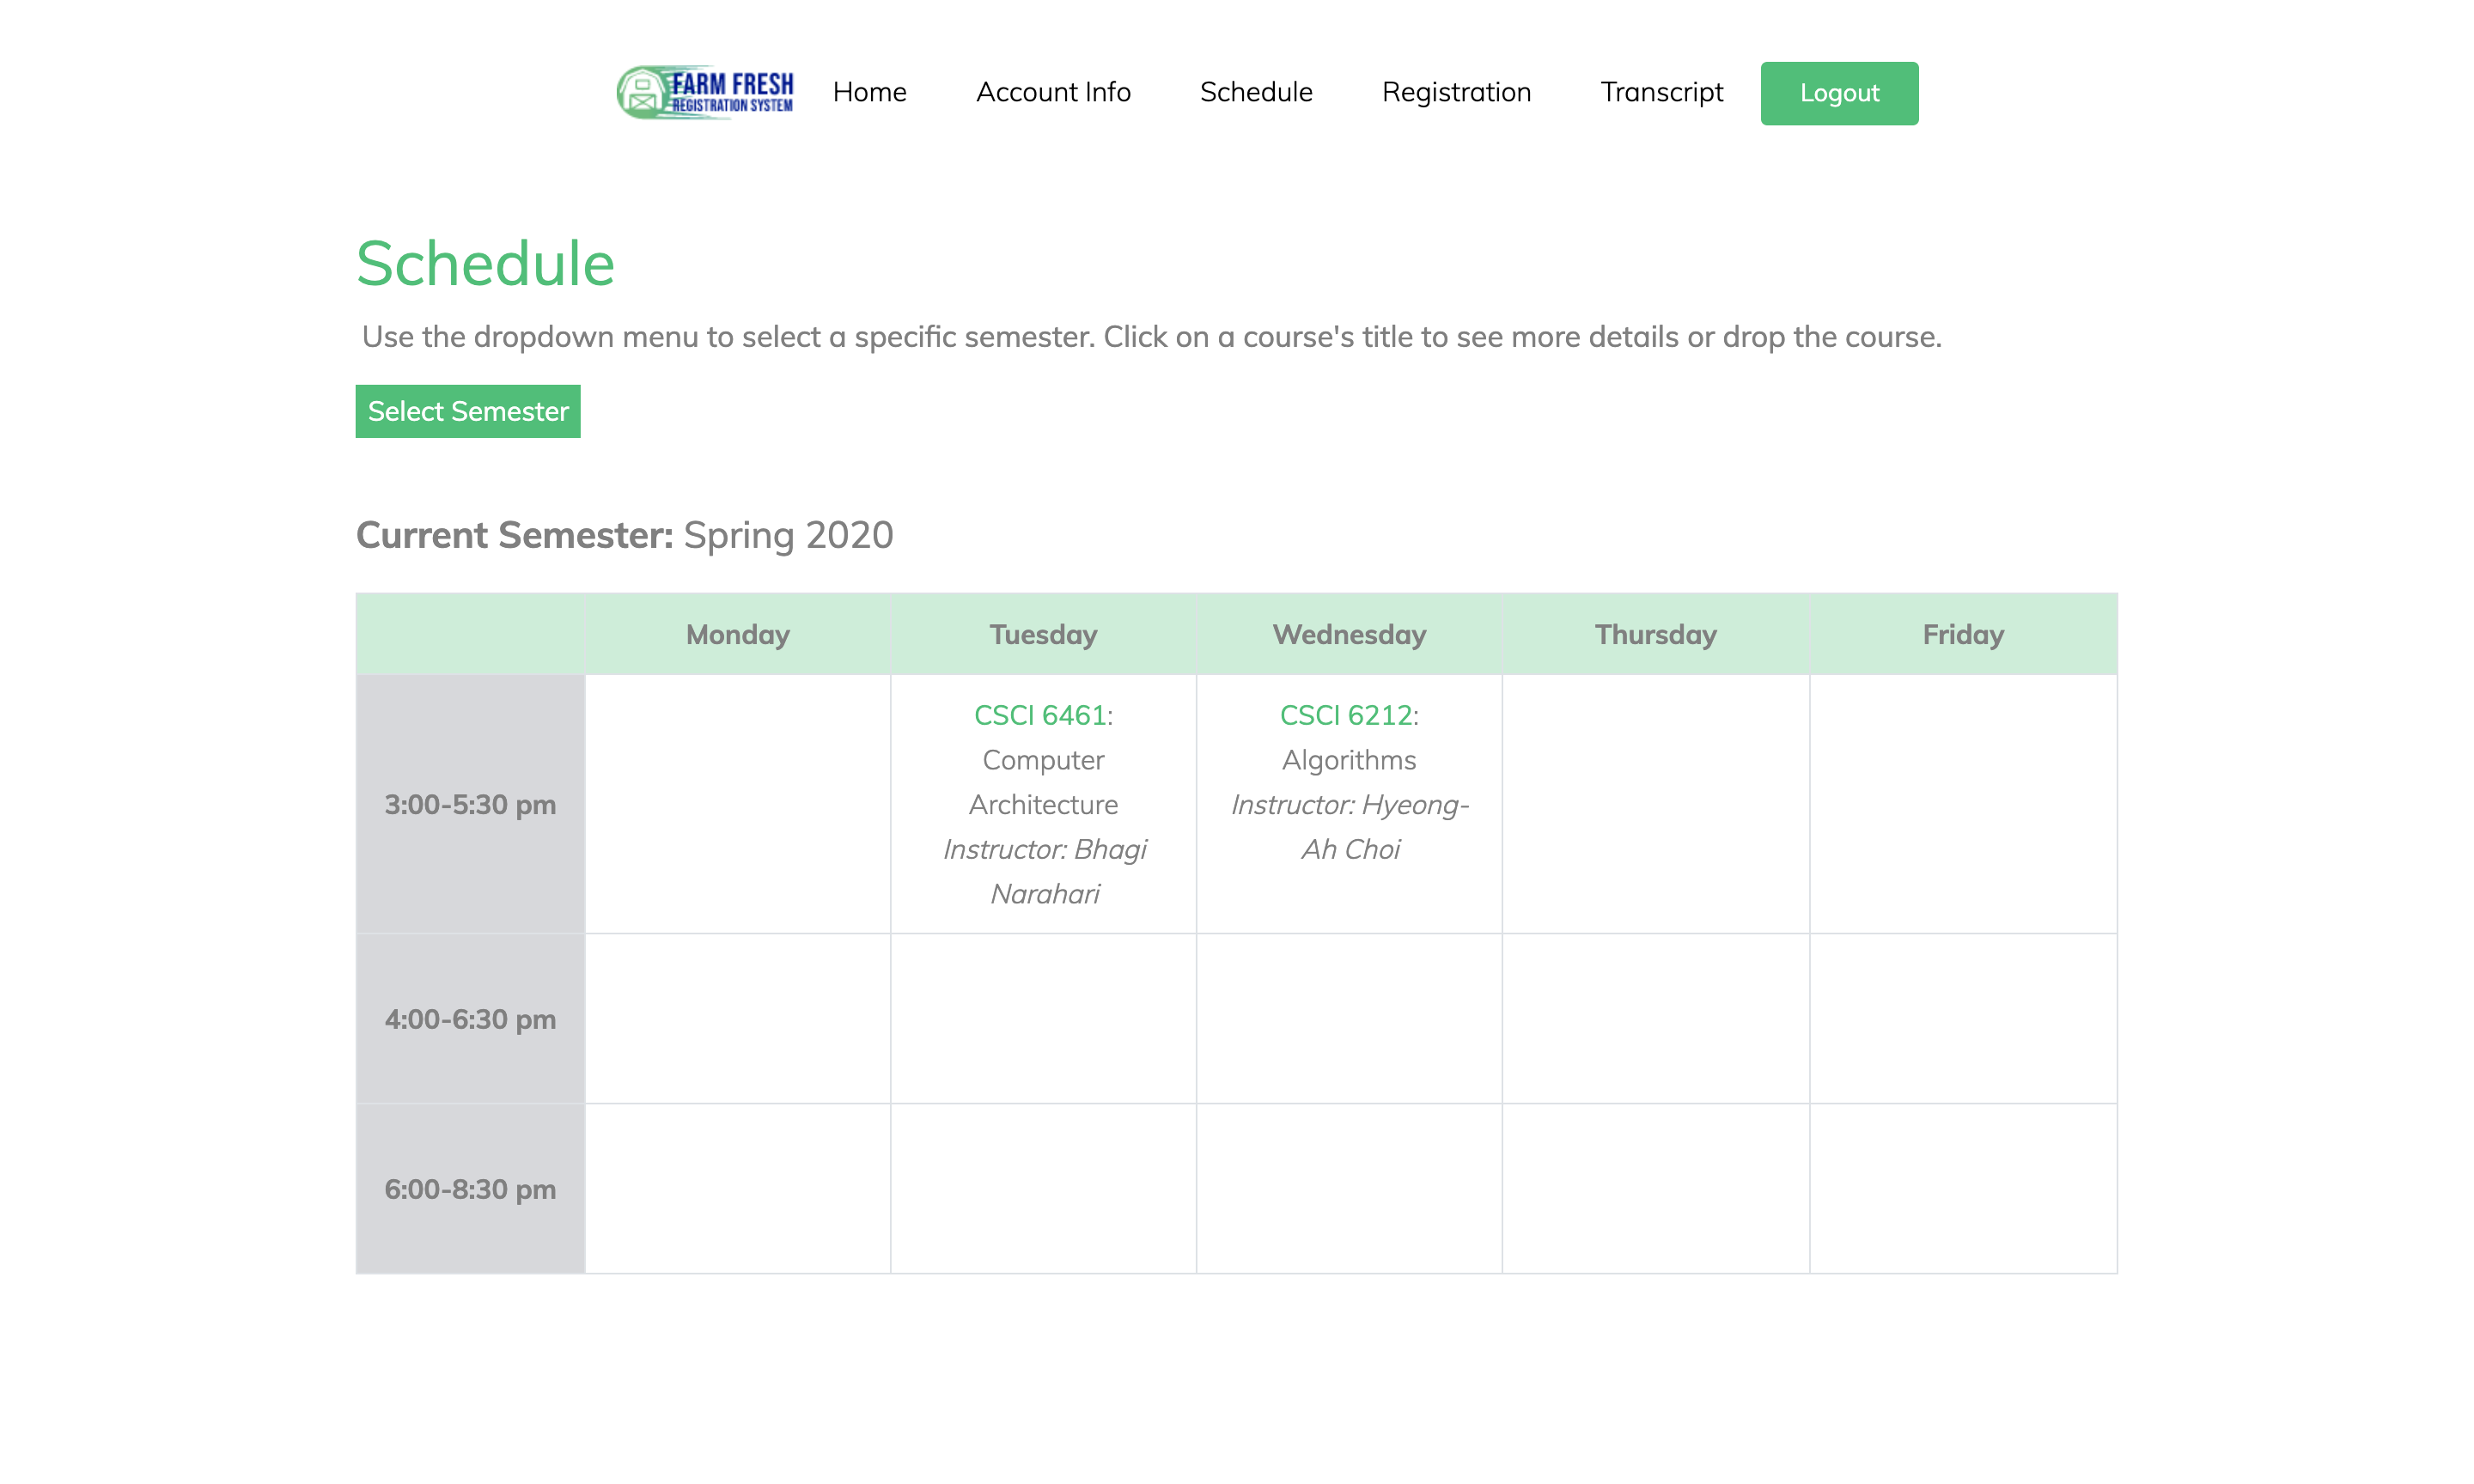 FARM FRESH
REGISTRATION SYSTEM
Home Account Info Schedule Registration Transcript Logout
Schedule
Use the dropdown menu to select a specific semester. Click on a course's title to see more details or drop the course.
Select Semester
Current Semester: Spring 2020
Monday Tuesday Wednesday Thursday Friday
3:00-5:30 pm
CSCI 6461:
Computer
Architecture
Instructor: Bhagi
Narahari
CSCI 6212:
Algorithms
Instructor: Hyeong-
Ah Choi
4:00-6:30 pm
6:00-8:30 pm